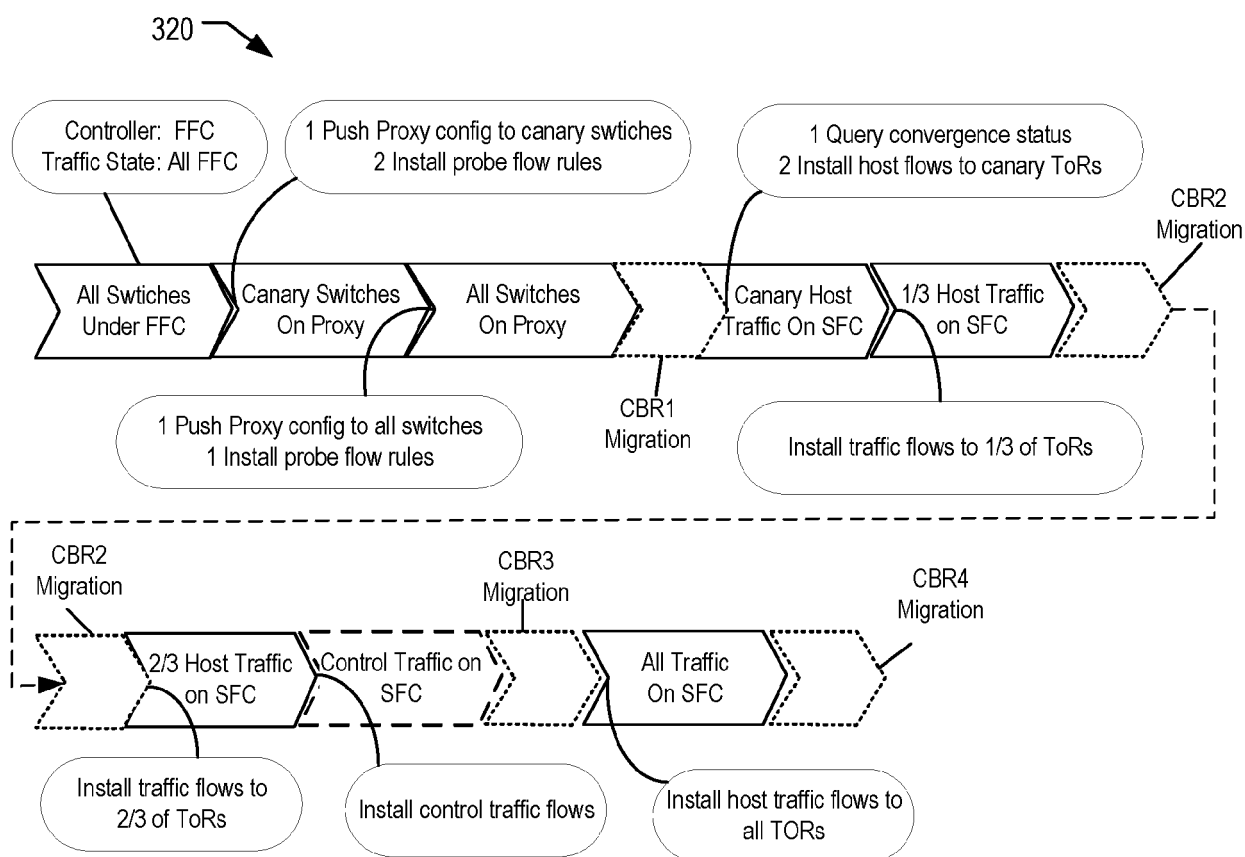 320
Controller: FFC
Traffic State: All FFC
1 Push Proxy config to canary swtiches
2 Install probe flow rules
1 Query convergence status
2 Install host flows to canary ToRs
CBR2
Migration
All Swtiches
Under FFC
Canary Switches
On Proxy
All Switches
On Proxy
Canary Host
Traffic On SFC
1/3 Host Traffic
on SFC
1 Push Proxy config to all switches
1 Install probe flow rules
CBR1
Migration
Install traffic flows to 1/3 of ToRs
CBR2
Migration
CBR3
Migration
CBR4
Migration
2/3 Host Traffic
on SFC
Control Traffic on
SFC
All Traffic
On SFC
Install traffic flows to
2/3 of ToRs
Install control traffic flows
Install host traffic flows to
all TORs